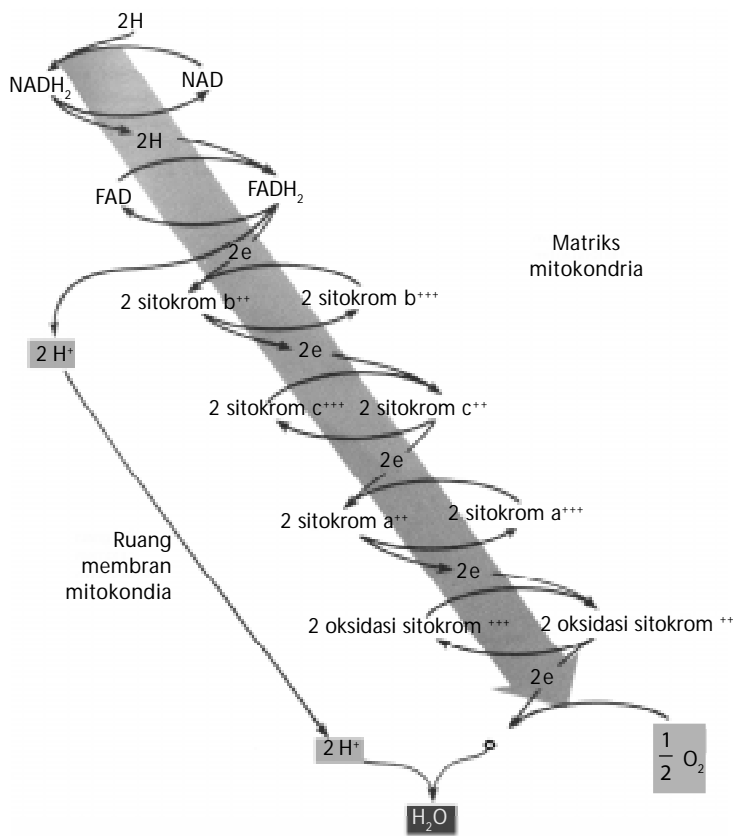 2H
NADH₂ NAD
2H
FAD FADH₂
2e
Matriks
mitokondria
2 sitokrom b⁺⁺ 2 sitokrom b⁺⁺⁺
2 H⁺ 2e
2 sitokrom c⁺⁺⁺ 2 sitokrom c⁺⁺
2e
2 sitokrom a⁺⁺ 2 sitokrom a⁺⁺⁺
Ruang
membran
mitokondia
2e
2 oksidasi sitokrom ⁺⁺⁺ 2 oksidasi sitokrom ⁺⁺
2e
2 H⁺
1/2 O₂
H₂O